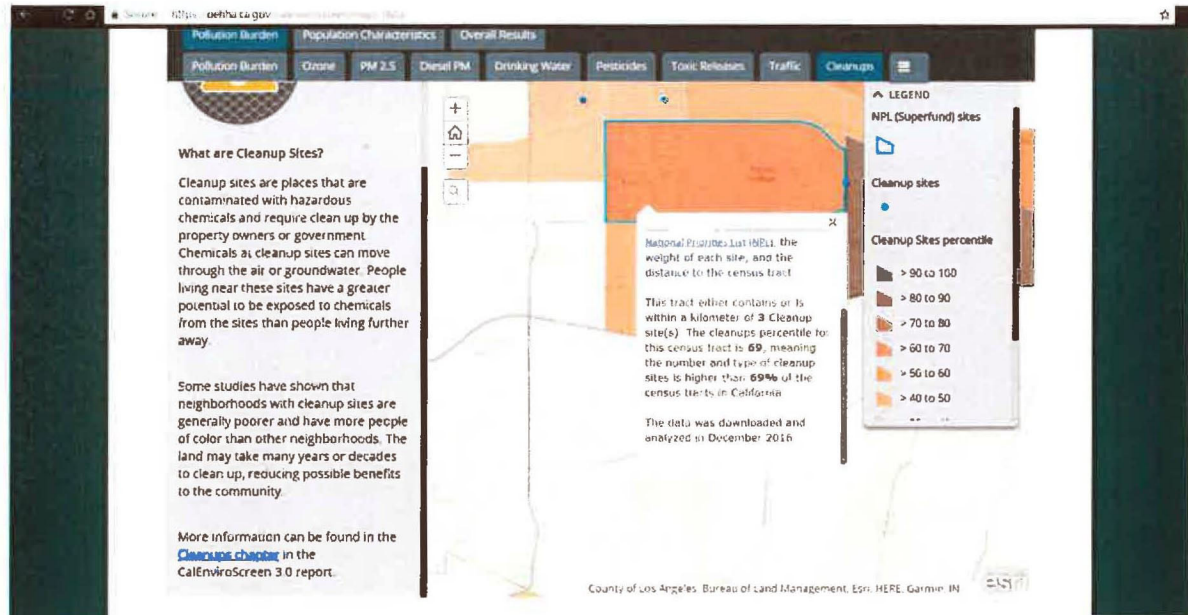 Secure https oehha.ca.gov
Pollution Burden Population Characteristics Overall Results
Pollution Burden Ozone PM 2.5 Diesel PM Drinking Water Pesticides Toxic Releases Traffic Cleanups
What are Cleanup Sites?
Cleanup sites are places that are
contaminated with hazardous
chemicals and require clean up by the
property owners or government
Chemicals at cleanup sites can move
through the air or groundwater. People
living near these sites have a greater
potential to be exposed to chemicals
from the sites than people living further
away.
Some studies have shown that
neighborhoods with cleanup sites are
generally poorer and have more people
of color than other neighborhoods. The
land may take many years or decades
to clean up, reducing possible benefits
to the community.
More information can be found in the
Cleanups chapter in the
CalEnviroScreen 3.0 report.
National Priorities List (NPL), the
weight of each site, and the
distance to the census tract
This tract either contains or is
within a kilometer of 3 Cleanup
site(s). The cleanups percentile for
this census tract is 69, meaning
the number and type of cleanup
sites is higher than 69% of the
census tracts in California
The data was downloaded and
analyzed in December 2016
LEGEND
NPL (Superfund) sites
Cleanup sites
Cleanup Sites percentile
> 90 to 100
> 80 to 90
> 70 to 80
> 60 to 70
> 50 to 60
> 40 to 50
County of Los Angeles, Bureau of Land Management, Esri, HERE, Garmin, IN
esri